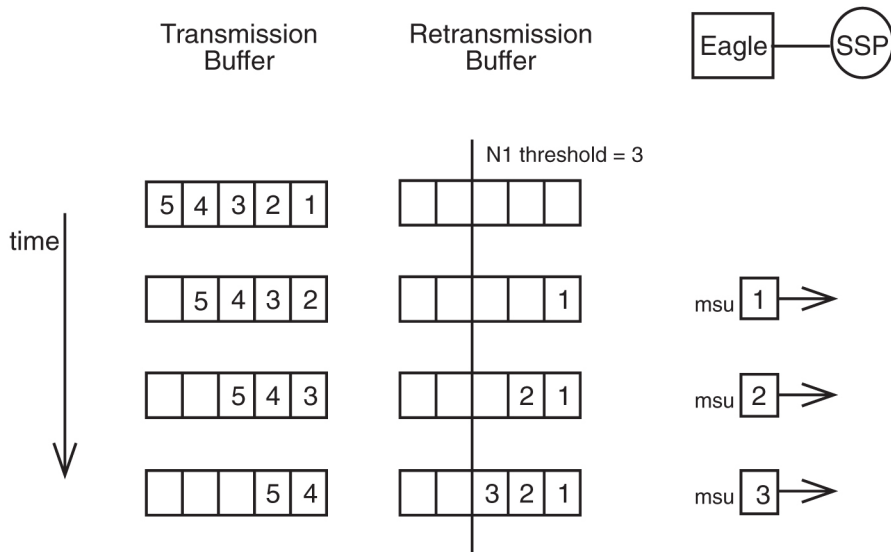 Transmission
Buffer
Retransmission
Buffer
Eagle
SSP
N1 threshold = 3
time
5 4 3 2 1
5 4 3 2
1
msu 1
5 4 3
2 1
msu 2
5 4
3 2 1
msu 3